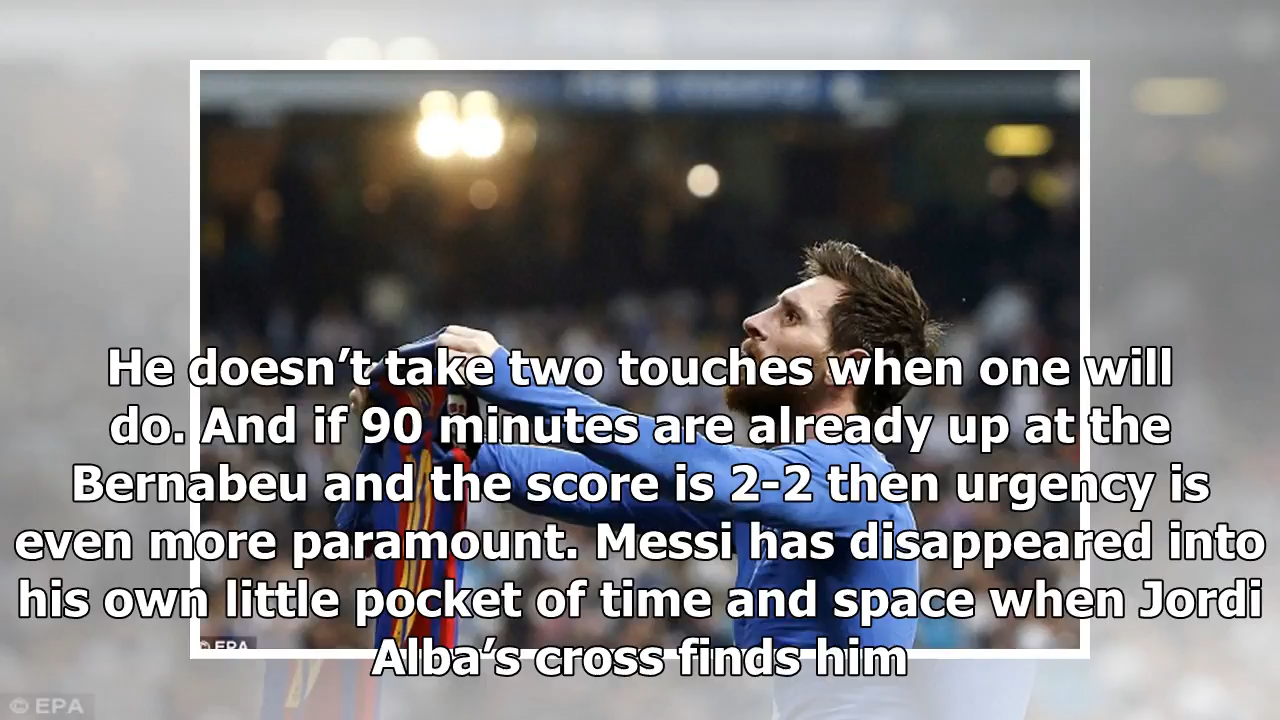 He doesn’t take two touches when one will
do. And if 90 minutes are already up at the
Bernabeu and the score is 2-2 then urgency is
even more paramount. Messi has disappeared into
his own little pocket of time and space when Jordi
Alba’s cross finds him
© EPA
© EPA